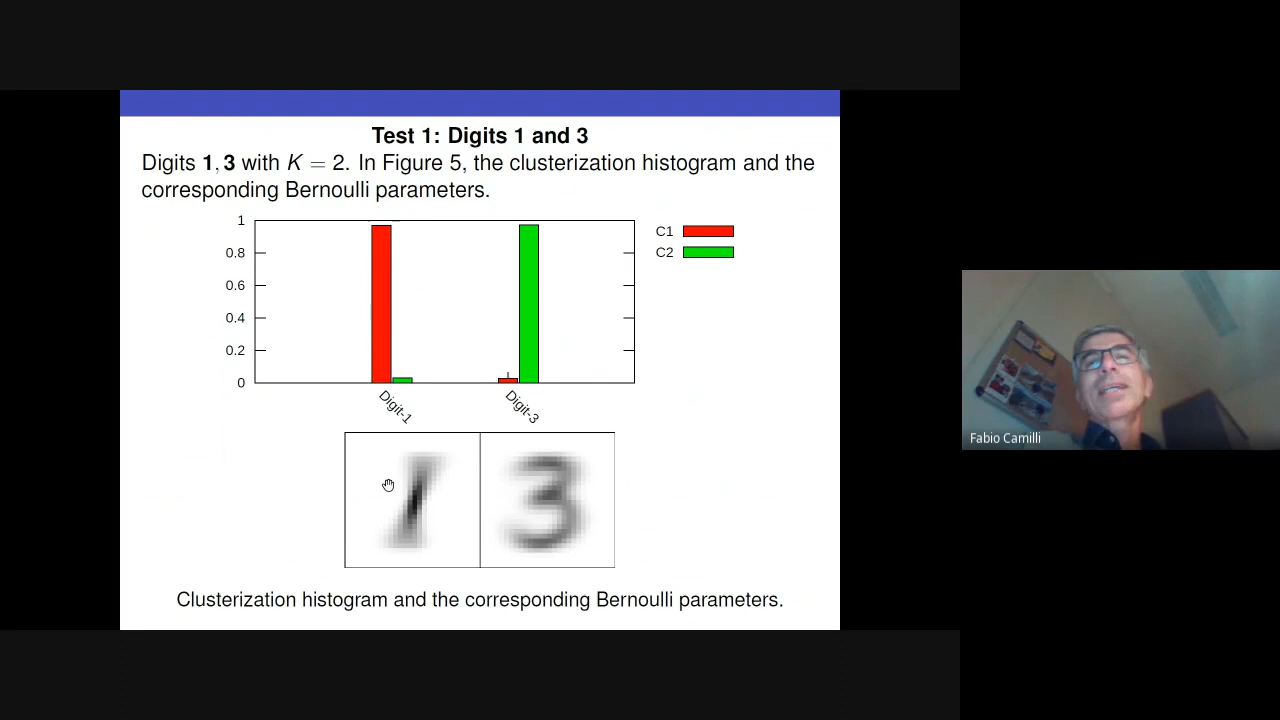 Test 1: Digits 1 and 3
Digits 1, 3 with K = 2. In Figure 5, the clusterization histogram and the
corresponding Bernoulli parameters.
1
0.8
0.6
0.4
0.2
0
C1
C2
Digit-1
Digit-3
1 3
Clusterization histogram and the corresponding Bernoulli parameters.
Fabio Camilli